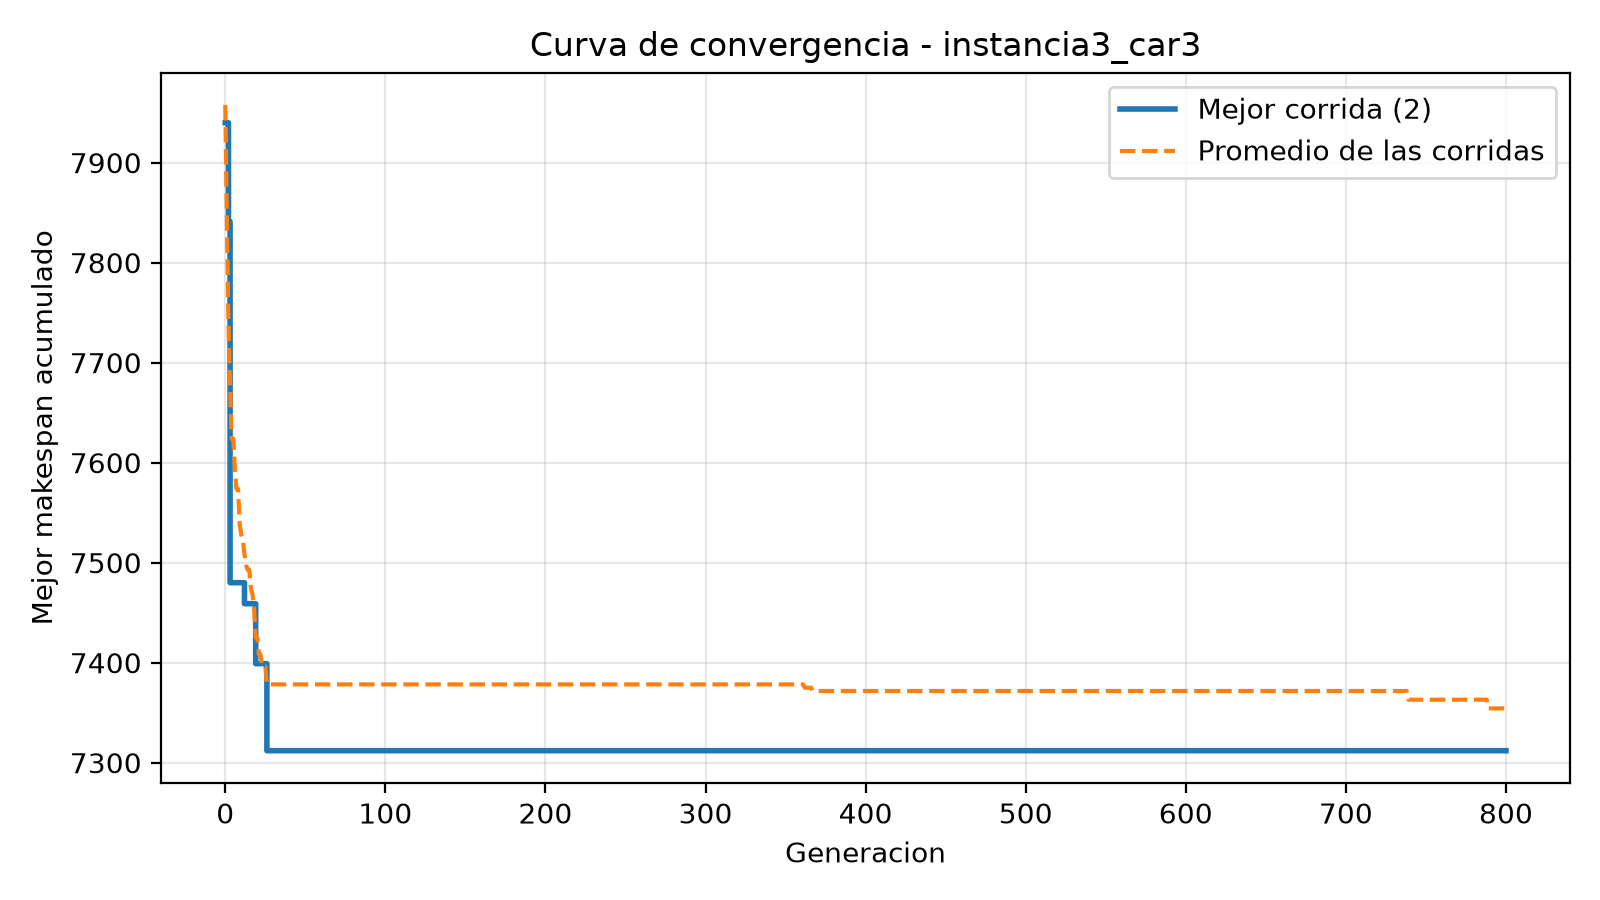 Curva de convergencia - instancia3_car3
Mejor corrida (2)
Promedio de las corridas
Mejor makespan acumulado
7900
7800
7700
7600
7500
7400
7300
0 100 200 300 400 500 600 700 800
Generacion